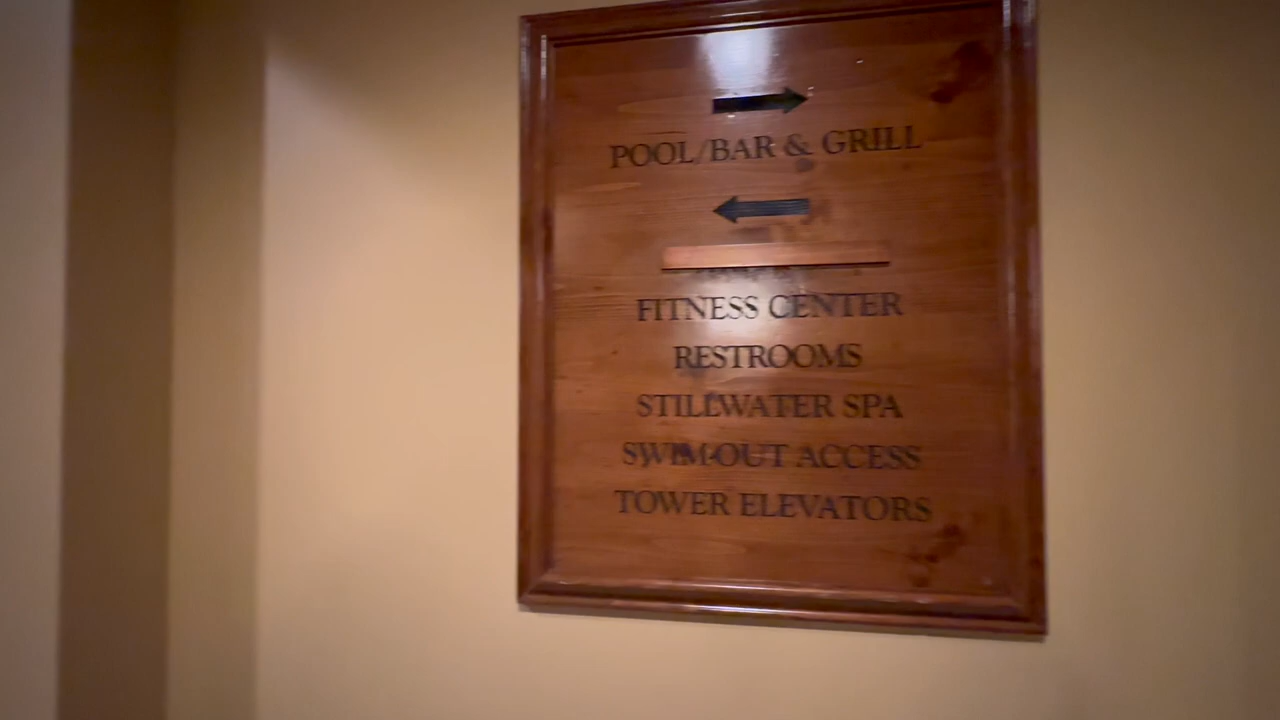 POOL/BAR & GRILL
FITNESS CENTER
RESTROOMS
STILLWATER SPA
SWIM-OUT ACCESS
TOWER ELEVATORS